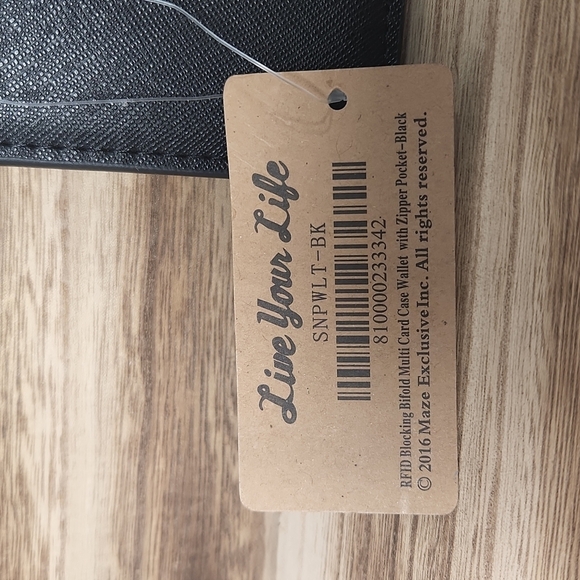 Live Your Life
SNPWLT-BK
810000233342
RFID Blocking Bifold Multi Card Case Wallet with Zipper Pocket-Black
© 2016 Maze Exclusive Inc. All rights reserved.